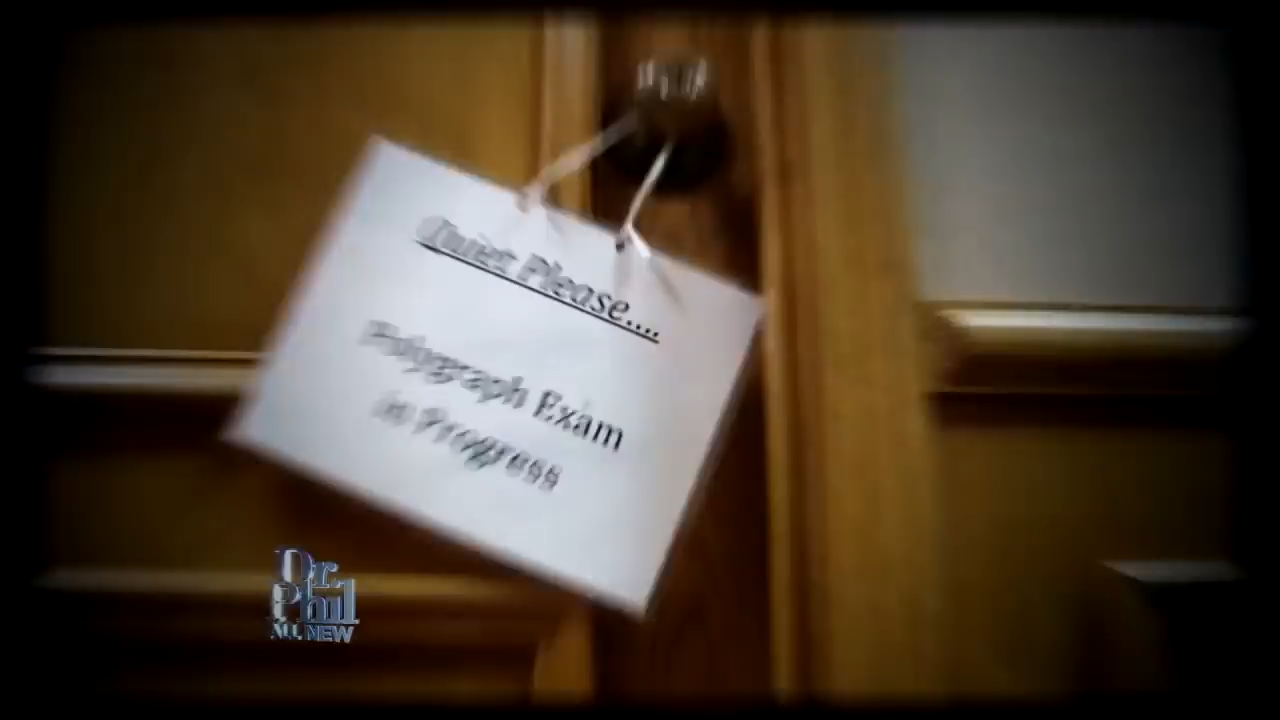 Quiet Please....
Polygraph Exam
in Progress
Dr.
Phil
ALL NEW